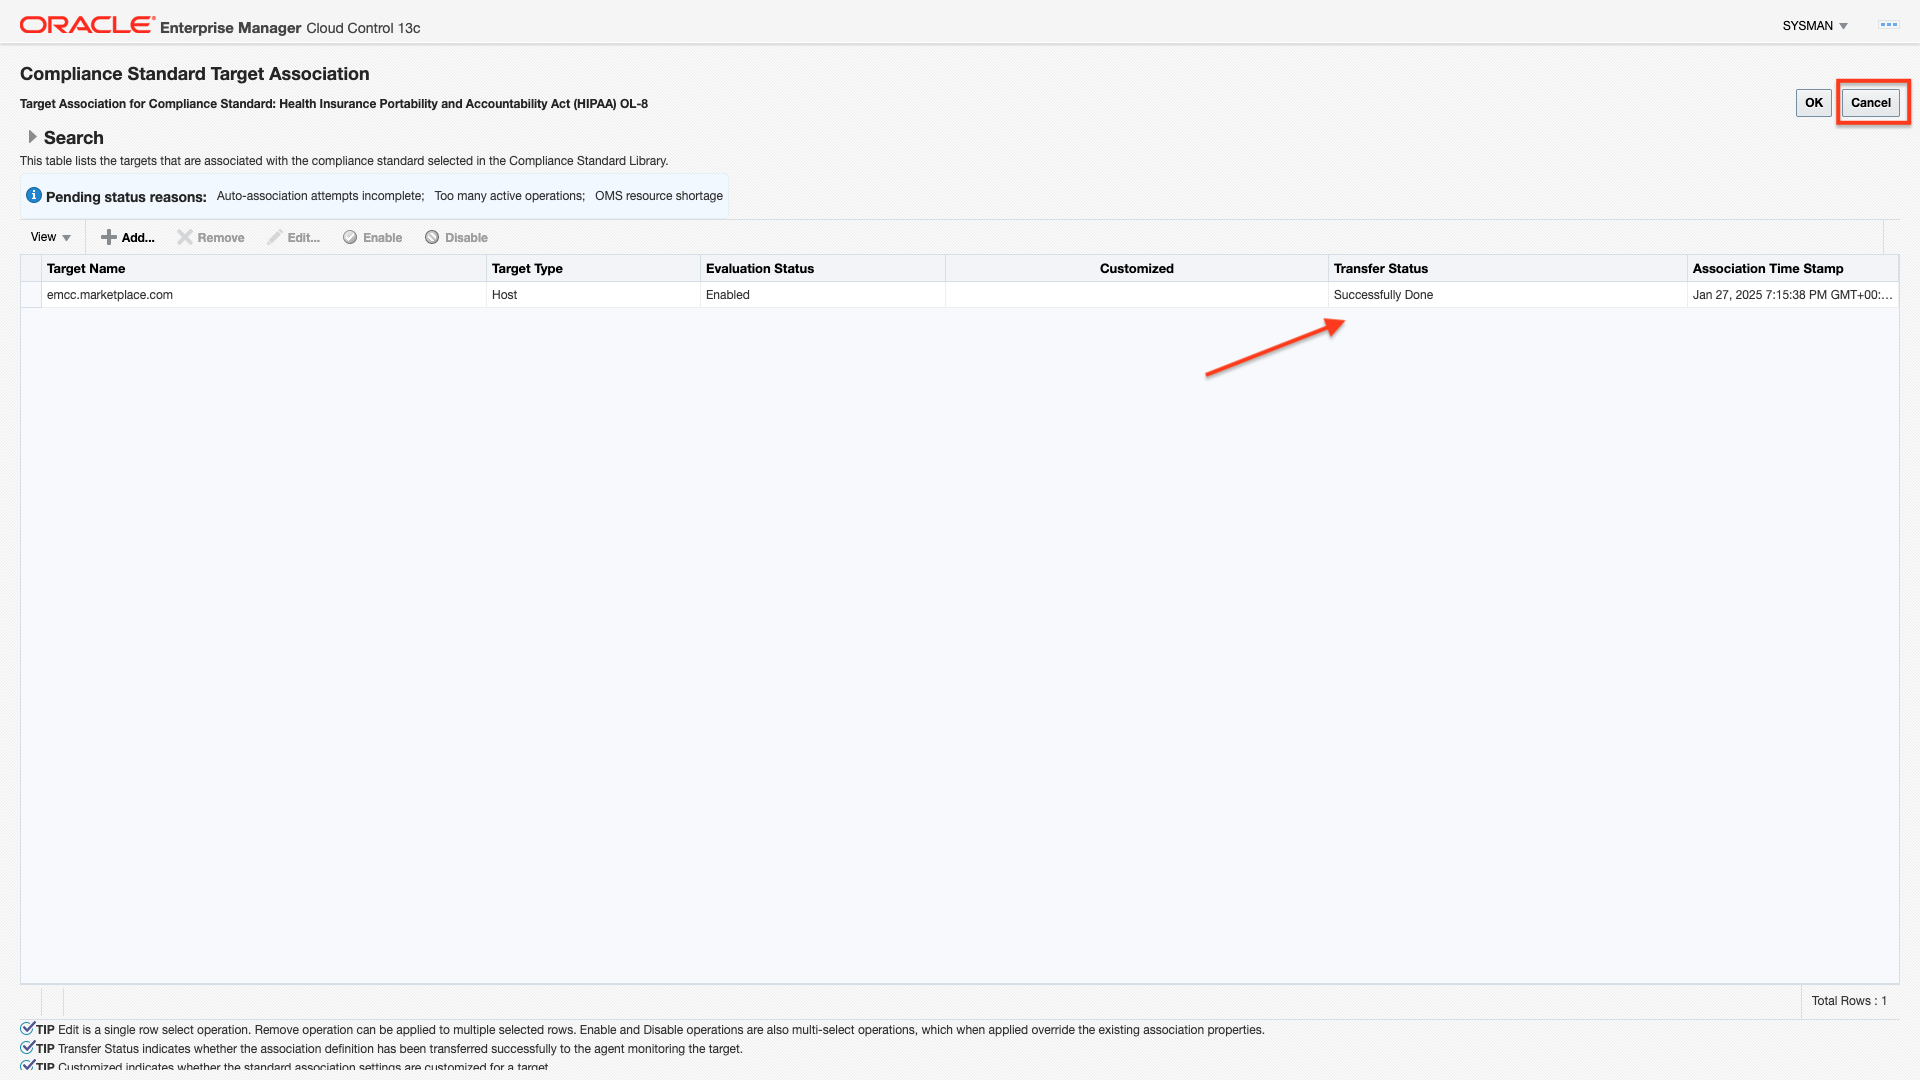 ORACLE Enterprise Manager Cloud Control 13c
SYSMAN
Compliance Standard Target Association
Target Association for Compliance Standard: Health Insurance Portability and Accountability Act (HIPAA) OL-8
OK
Cancel
Search
This table lists the targets that are associated with the compliance standard selected in the Compliance Standard Library.
Pending status reasons: Auto-association attempts incomplete; Too many active operations; OMS resource shortage
View Add... Remove Edit... Enable Disable
Target Name Target Type Evaluation Status Customized Transfer Status Association Time Stamp
emcc.marketplace.com Host Enabled Successfully Done Jan 27, 2025 7:15:38 PM GMT+00:...
Total Rows : 1
TIP Edit is a single row select operation. Remove operation can be applied to multiple selected rows. Enable and Disable operations are also multi-select operations, which when applied override the existing association properties.
TIP Transfer Status indicates whether the association definition has been transferred successfully to the agent monitoring the target.
TIP Customized indicates whether the standard association settings are customized for a target